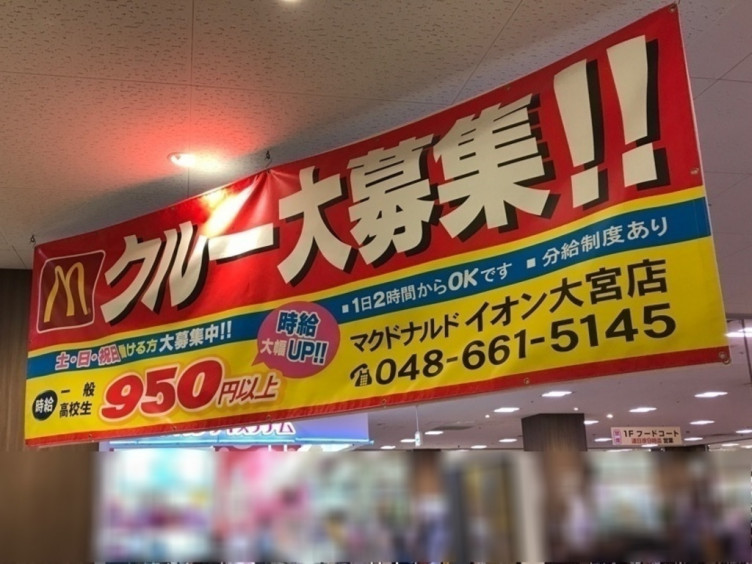 クルー大募集!!
■1日2時間からOKです ■分給制度あり
土・日・祝日働ける方 大募集中!!
時給
大幅UP!!
マクドナルド イオン大宮店
048-661-5145
時給 一般 高校生 950円以上
1Fフードコート